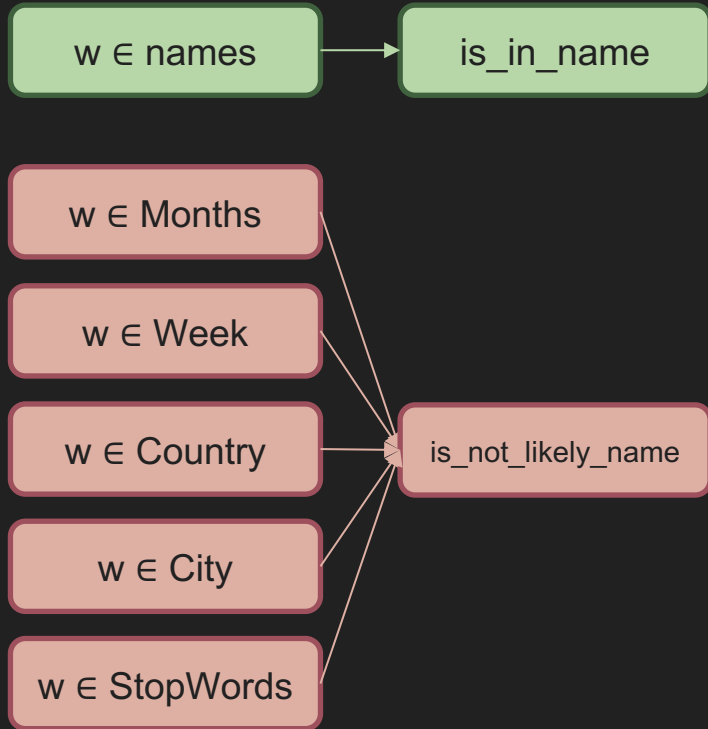 w ∈ names
is_in_name
w ∈ Months
w ∈ Week
w ∈ Country
is_not_likely_name
w ∈ City
w ∈ StopWords